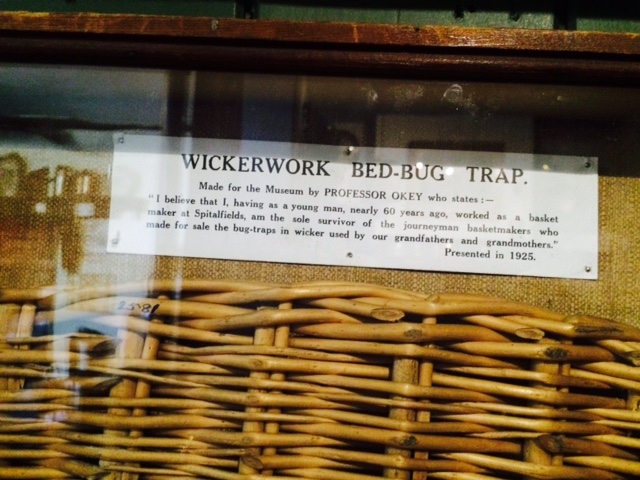 WICKERWORK BED-BUG TRAP.
Made for the Museum by PROFESSOR OKEY who states :—
"I believe that I, having as a young man, nearly 60 years ago, worked as a basket
maker at Spitalfields, am the sole survivor of the journeyman basketmakers who
made for sale the bug-traps in wicker used by our grandfathers and grandmothers."
Presented in 1925.